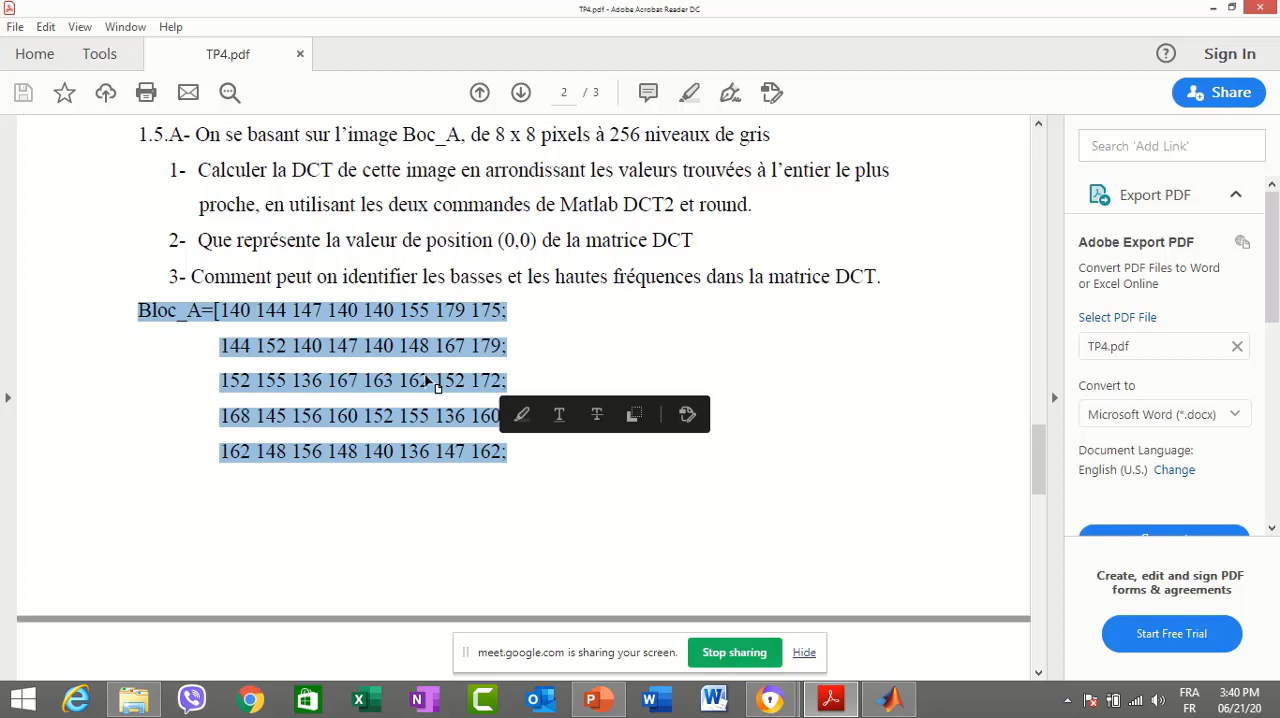 TP4.pdf - Adobe Acrobat Reader DC
File Edit View Window Help
Home Tools TP4.pdf × Sign In
2 / 3 Share
1.5.A- On se basant sur l’image Boc_A, de 8 x 8 pixels à 256 niveaux de gris
1- Calculer la DCT de cette image en arrondissant les valeurs trouvées à l’entier le plus
proche, en utilisant les deux commandes de Matlab DCT2 et round.
2- Que représente la valeur de position (0,0) de la matrice DCT
3- Comment peut on identifier les basses et les hautes fréquences dans la matrice DCT.
Bloc_A=[140 144 147 140 140 155 179 175;
144 152 140 147 140 148 167 179;
152 155 136 167 163 162 152 172;
168 145 156 160 152 155 136 160
162 148 156 148 140 136 147 162;
Search 'Add Link'
Export PDF
Adobe Export PDF
Convert PDF Files to Word
or Excel Online
Select PDF File
TP4.pdf
Convert to
Microsoft Word (*.docx)
Document Language:
English (U.S.) Change
Create, edit and sign PDF
forms & agreements
Start Free Trial
meet.google.com is sharing your screen. Stop sharing Hide
FRA 3:40 PM
FR 06/21/20